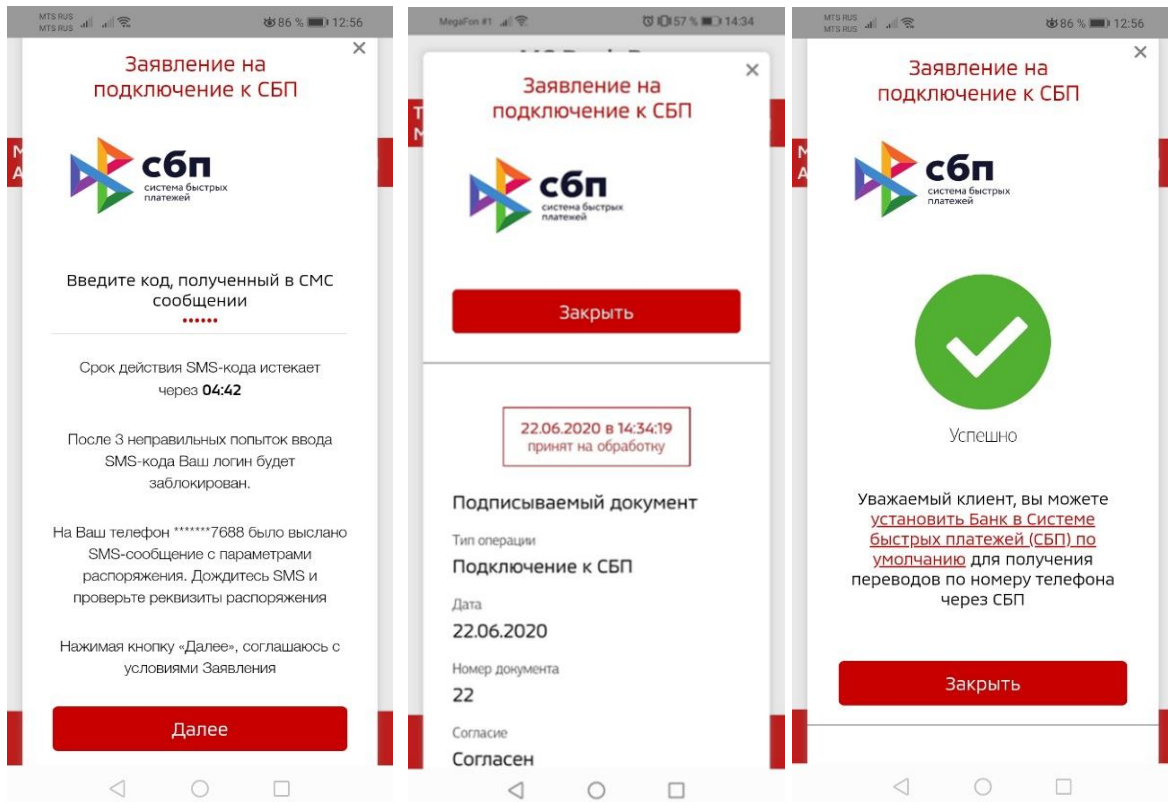 MTS RUS
MTS RUS
86 % 12:56
×
Заявление на
подключение к СБП
М
А
сбп
система быстрых
платежей
Введите код, полученный в СМС
сообщении
••••••
Срок действия SMS-кода истекает
через 04:42
После 3 неправильных попыток ввода
SMS-кода Ваш логин будет
заблокирован.
На Ваш телефон *******7688 было выслано
SMS-сообщение с параметрами
распоряжения. Дождитесь SMS и
проверьте реквизиты распоряжения
Нажимая кнопку «Далее», соглашаюсь с
условиями Заявления
Далее
MegaFon #1
57 % 14:34
×
Заявление на
подключение к СБП
Т
М
сбп
система быстрых
платежей
Закрыть
22.06.2020 в 14:34:19
принят на обработку
Подписываемый документ
Тип операции
Подключение к СБП
Дата
22.06.2020
Номер документа
22
Согласие
Согласен
MTS RUS
MTS RUS
86 % 12:56
×
Заявление на
подключение к СБП
М
А
сбп
система быстрых
платежей
Успешно
Уважаемый клиент, вы можете
установить Банк в Системе
быстрых платежей (СБП) по
умолчанию для получения
переводов по номеру телефона
через СБП
Закрыть